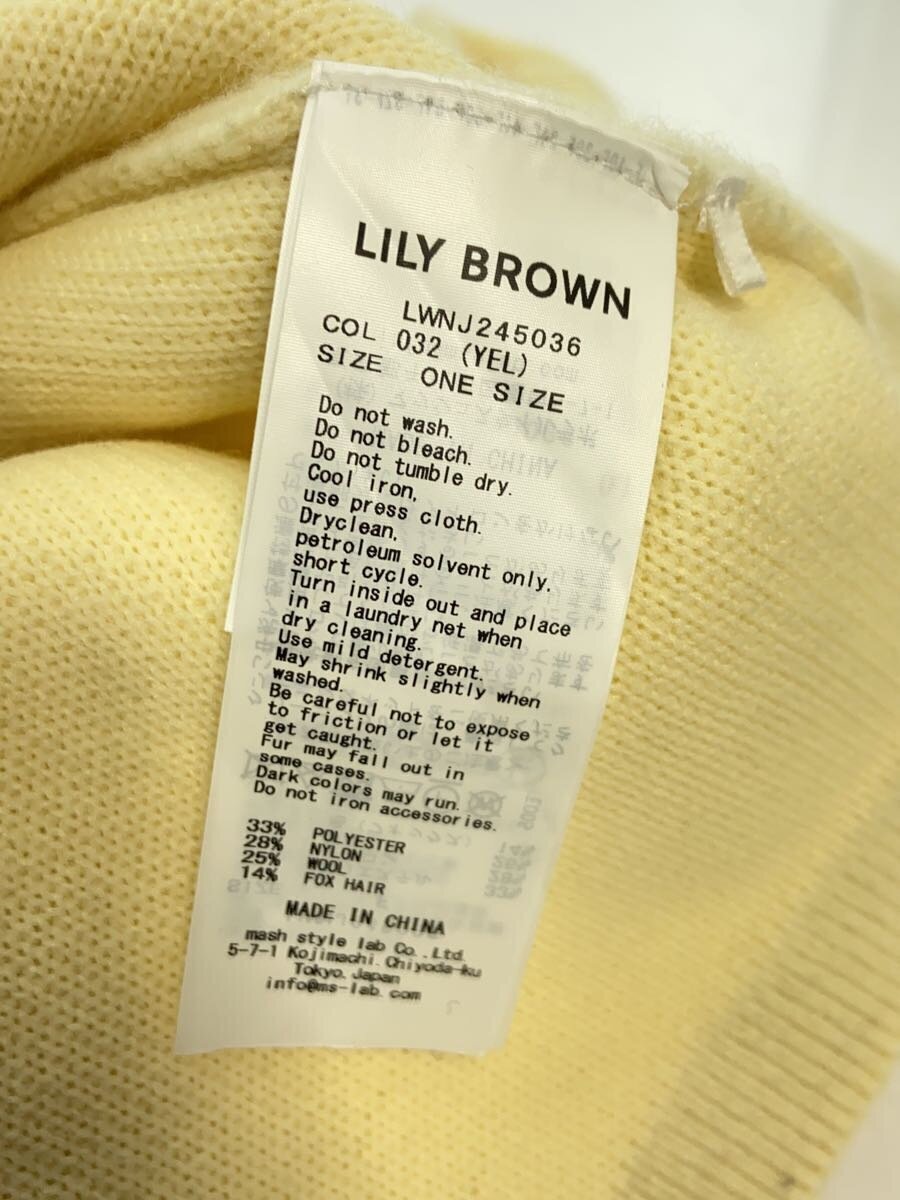 LILY BROWN
LWNJ245036
COL 032 (YEL)
SIZE ONE SIZE
Do not wash.
Do not bleach.
Do not tumble dry.
Cool iron,
use press cloth.
Dryclean,
petroleum solvent only,
short cycle.
Turn inside out and place
in a laundry net when
dry cleaning.
Use mild detergent.
May shrink slightly when
washed.
Be careful not to expose
to friction or let it
get caught.
Fur may fall out in
some cases.
Dark colors may run.
Do not iron accessories.
33% POLYESTER
28% NYLON
25% WOOL
14% FOX HAIR
MADE IN CHINA
mash style lab Co.,Ltd.
5-7-1 Kojimachi Chiyoda-ku
Tokyo, Japan
info@ms-lab.com